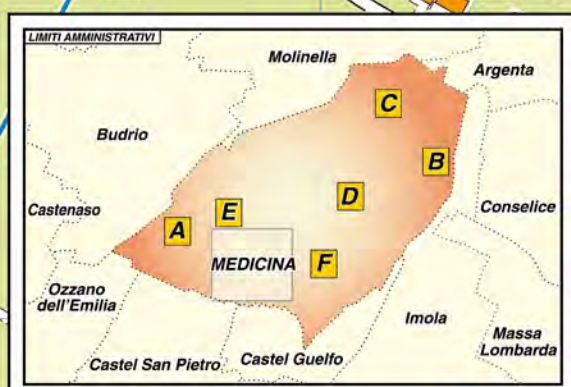 LIMITI AMMINISTRATIVI
Molinella
Argenta
Budrio
C
B
Castenaso
D
E
Conselice
A
MEDICINA
F
Ozzano
dell'Emilia
Imola
Massa
Lombarda
Castel San Pietro
Castel Guelfo